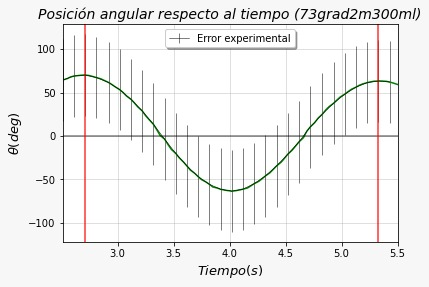 Posición angular respecto al tiempo (73grad2m300ml)
Error experimental
θ(deg)
100
50
0
−50
−100
3.0 3.5 4.0 4.5 5.0 5.5
Tiempo(s)